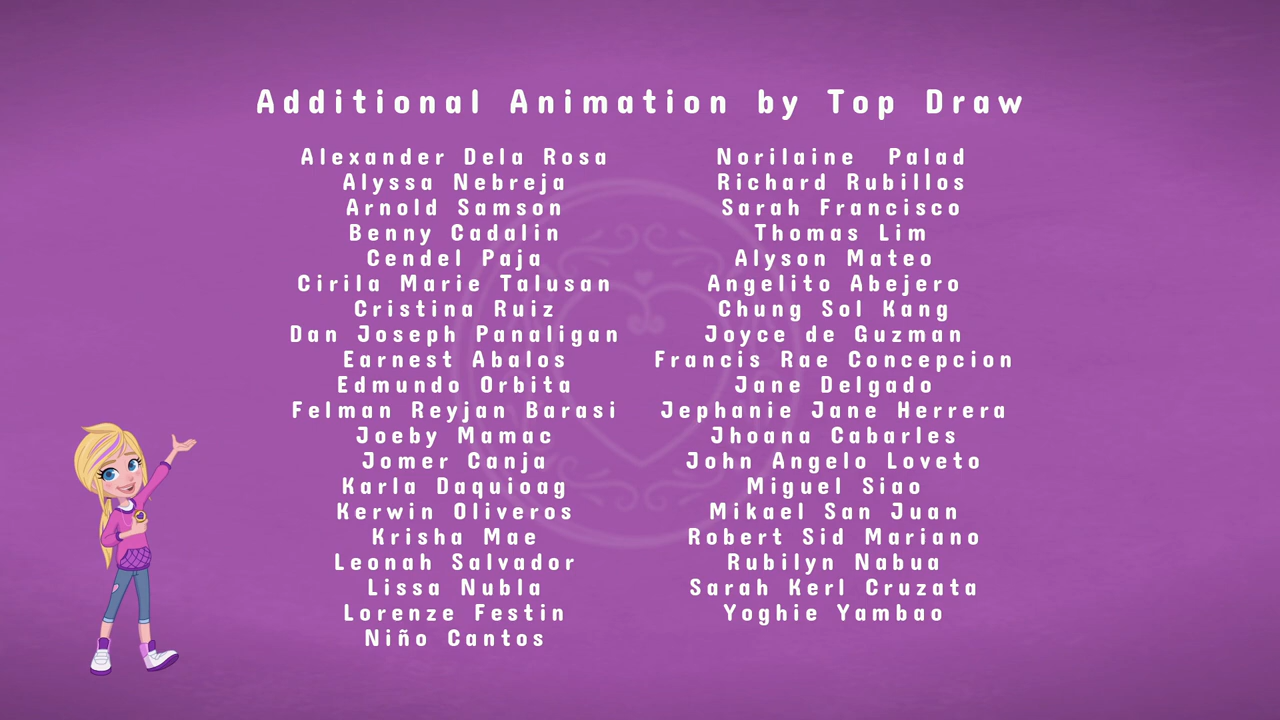 Additional Animation by Top Draw
Alexander Dela Rosa
Alyssa Nebreja
Arnold Samson
Benny Cadalin
Cendel Paja
Cirila Marie Talusan
Cristina Ruiz
Dan Joseph Panaligan
Earnest Abalos
Edmundo Orbita
Felman Reyjan Barasi
Joeby Mamac
Jomer Canja
Karla Daquioag
Kerwin Oliveros
Krisha Mae
Leonah Salvador
Lissa Nubla
Lorenze Festin
Niño Cantos
Norilaine Palad
Richard Rubillos
Sarah Francisco
Thomas Lim
Alyson Mateo
Angelito Abejero
Chung Sol Kang
Joyce de Guzman
Francis Rae Concepcion
Jane Delgado
Jephanie Jane Herrera
Jhoana Cabarles
John Angelo Loveto
Miguel Siao
Mikael San Juan
Robert Sid Mariano
Rubilyn Nabua
Sarah Kerl Cruzata
Yoghie Yambao